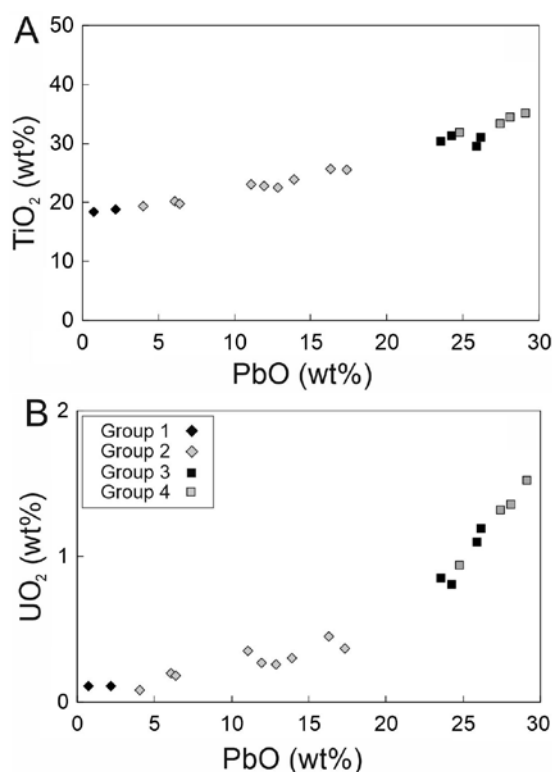 A
50
40
30
20
10
0
TiO₂ (wt%)
0 5 10 15 20 25 30
PbO (wt%)
B
2
1
0
UO₂ (wt%)
Group 1
Group 2
Group 3
Group 4
0 5 10 15 20 25 30
PbO (wt%)